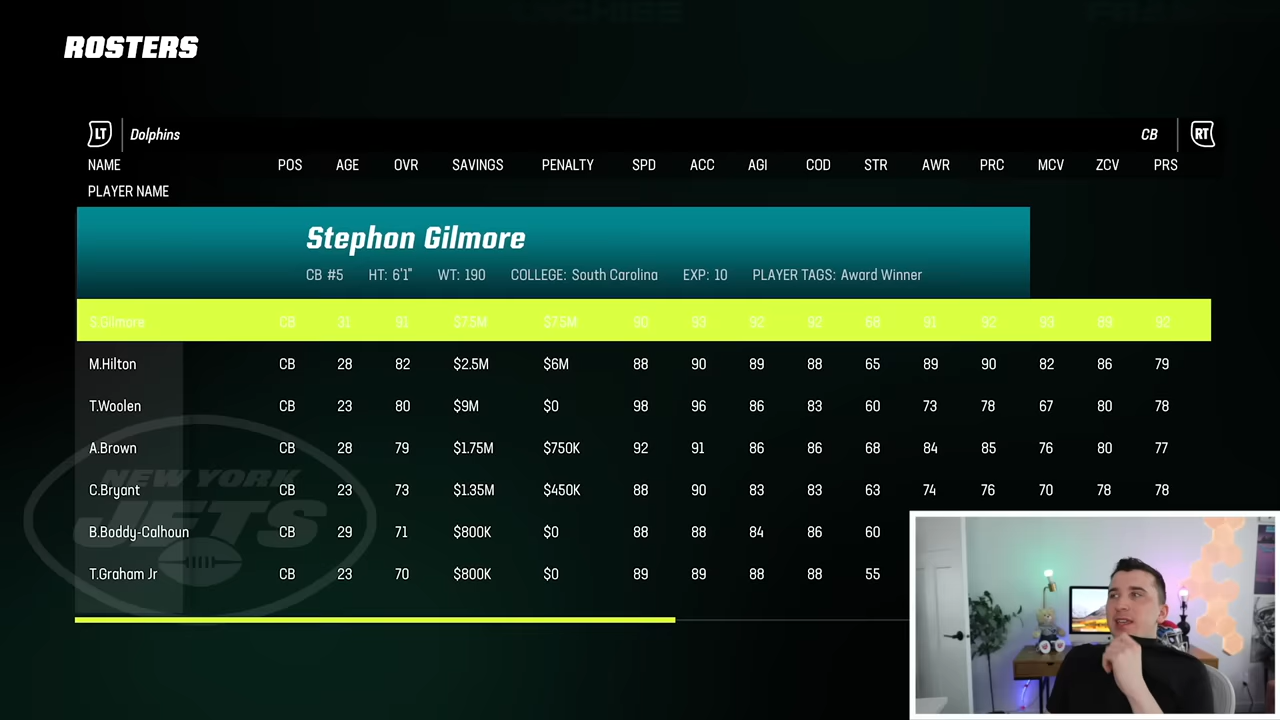 ROSTERS
LT Dolphins CB RT
NAME POS AGE OVR SAVINGS PENALTY SPD ACC AGI COD STR AWR PRC MCV ZCV PRS
PLAYER NAME
Stephon Gilmore
CB #5 HT: 6'1" WT: 190 COLLEGE: South Carolina EXP: 10 PLAYER TAGS: Award Winner
S.Gilmore CB 31 91 $7.5M $7.5M 90 93 92 92 68 91 92 93 89 92
M.Hilton CB 28 82 $2.5M $6M 88 90 89 88 65 89 90 82 86 79
T.Woolen CB 23 80 $9M $0 98 96 86 83 60 73 78 67 80 78
A.Brown CB 28 79 $1.75M $750K 92 91 86 86 68 84 85 76 80 77
C.Bryant CB 23 73 $1.35M $450K 88 90 83 83 63 74 76 70 78 78
B.Boddy-Calhoun CB 29 71 $800K $0 88 88 84 86 60
T.Graham Jr CB 23 70 $800K $0 89 89 88 88 55
NEW YORK
JETS